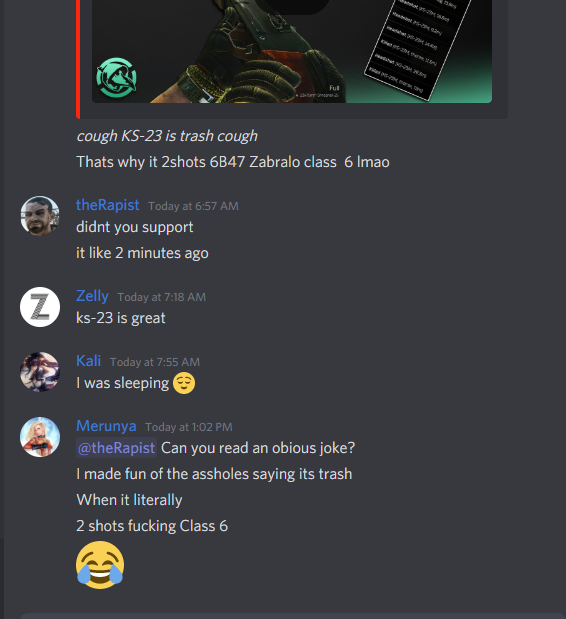 Full
cough KS-23 is trash cough
Thats why it 2shots 6B47 Zabralo class 6 lmao
theRapist Today at 6:57 AM
didnt you support
it like 2 minutes ago
Zelly Today at 7:18 AM
ks-23 is great
Kali Today at 7:55 AM
I was sleeping
Merunya Today at 1:02 PM
@theRapist Can you read an obious joke?
I made fun of the assholes saying its trash
When it literally
2 shots fucking Class 6